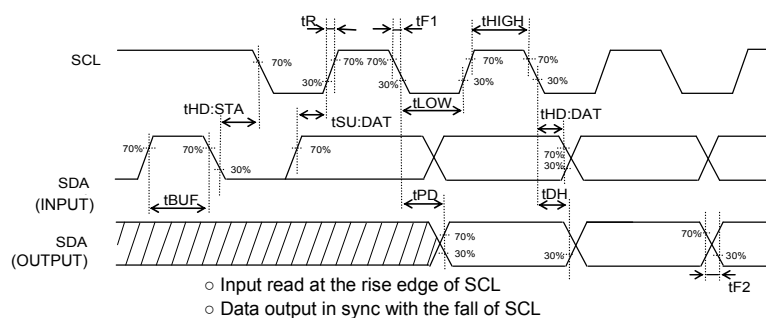 tR tF1 tHIGH
SCL 70% 30% 70% 70% 30% 70% 70% 30%
tHD:STA tSU:DAT tLOW tHD:DAT
70% 70% 30% 70% 70% 30%
SDA
(INPUT)
tBUF tPD tDH
SDA
(OUTPUT)
70% 30% 30% 70% 30%
tF2
○ Input read at the rise edge of SCL
○ Data output in sync with the fall of SCL